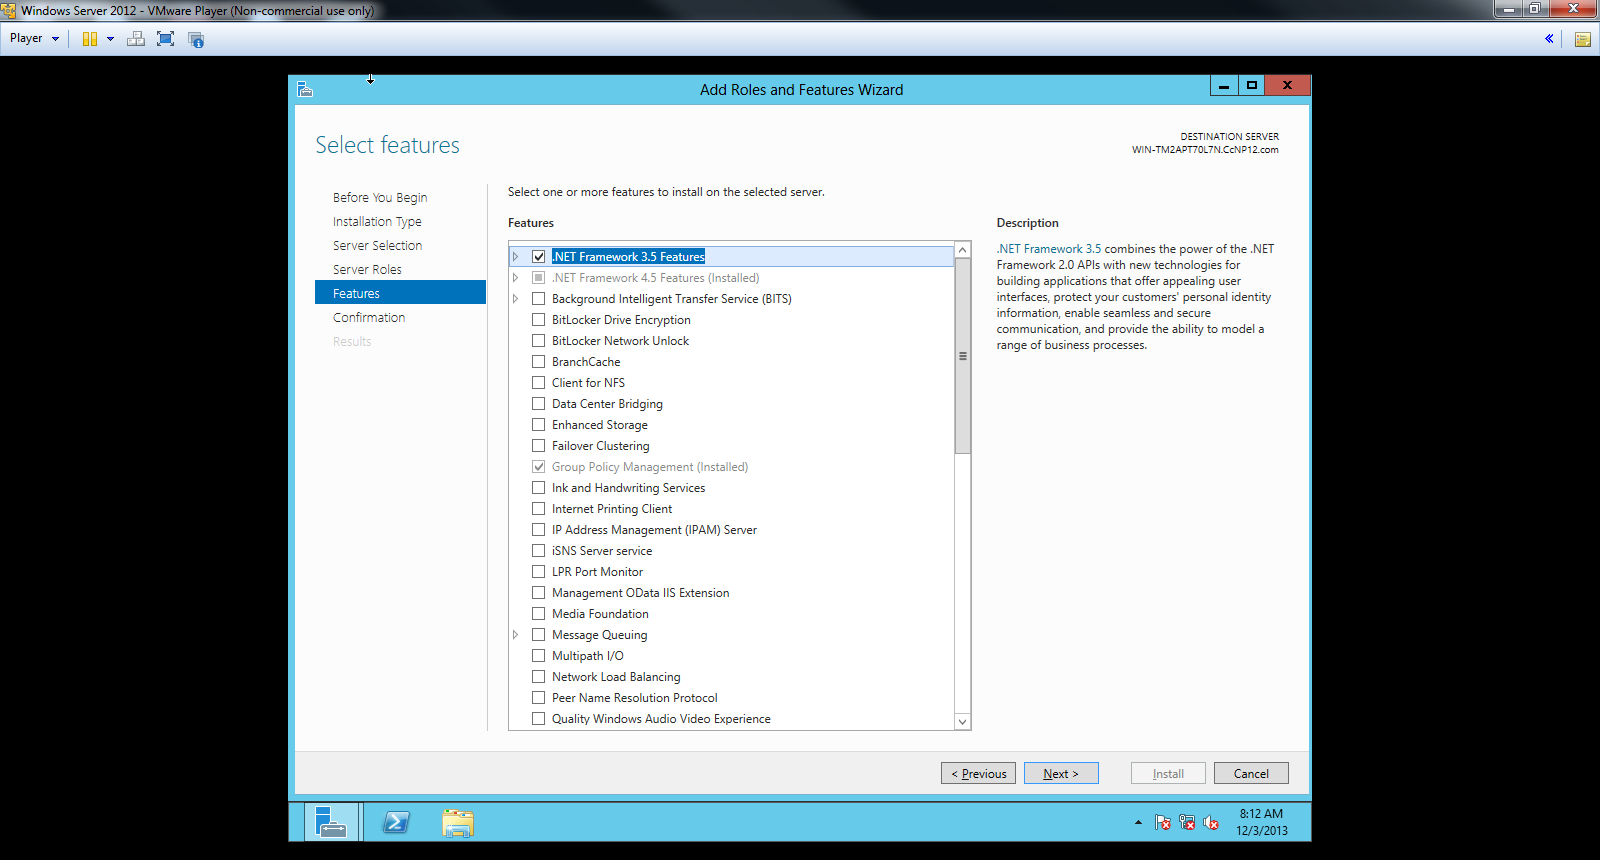 Windows Server 2012 - VMware Player (Non-commercial use only)
Player
Add Roles and Features Wizard
Select features
DESTINATION SERVER
WIN-TM2APT70L7N.CcNP12.com
Before You Begin
Installation Type
Server Selection
Server Roles
Features
Confirmation
Results
Select one or more features to install on the selected server.
Features
.NET Framework 3.5 Features
.NET Framework 4.5 Features (Installed)
Background Intelligent Transfer Service (BITS)
BitLocker Drive Encryption
BitLocker Network Unlock
BranchCache
Client for NFS
Data Center Bridging
Enhanced Storage
Failover Clustering
Group Policy Management (Installed)
Ink and Handwriting Services
Internet Printing Client
IP Address Management (IPAM) Server
iSNS Server service
LPR Port Monitor
Management OData IIS Extension
Media Foundation
Message Queuing
Multipath I/O
Network Load Balancing
Peer Name Resolution Protocol
Quality Windows Audio Video Experience
Description
.NET Framework 3.5 combines the power of the .NET
Framework 2.0 APIs with new technologies for
building applications that offer appealing user
interfaces, protect your customers' personal identity
information, enable seamless and secure
communication, and provide the ability to model a
range of business processes.
< Previous
Next >
Install
Cancel
8:12 AM
12/3/2013